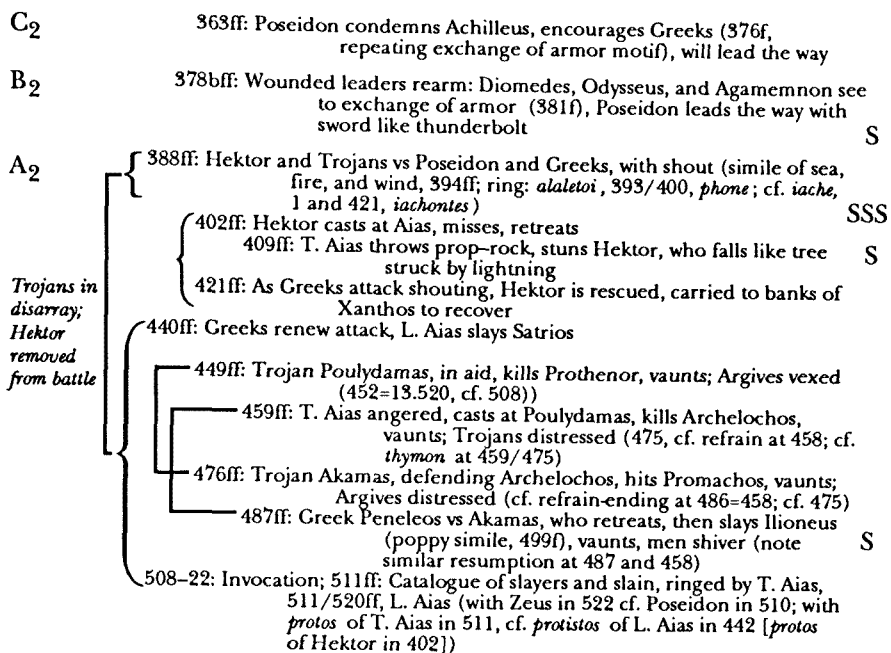 C₂ 363ff: Poseidon condemns Achilleus, encourages Greeks (376f,
repeating exchange of armor motif), will lead the way
B₂ 378bff: Wounded leaders rearm: Diomedes, Odysseus, and Agamemnon see
to exchange of armor (381f), Poseidon leads the way with
sword like thunderbolt S
A₂ 388ff: Hektor and Trojans vs Poseidon and Greeks, with shout (simile of sea,
fire, and wind, 394ff; ring: alaletoi, 393/400, phone; cf. iache,
1 and 421, iachontes) SSS
402ff: Hektor casts at Aias, misses, retreats
409ff: T. Aias throws prop-rock, stuns Hektor, who falls like tree S
struck by lightning
421ff: As Greeks attack shouting, Hektor is rescued, carried to banks of
Xanthos to recover
Trojans in
disarray;
Hektor
removed
from battle
440ff: Greeks renew attack, L. Aias slays Satrios
449ff: Trojan Poulydamas, in aid, kills Prothenor, vaunts; Argives vexed
(452=13.520, cf. 508))
459ff: T. Aias angered, casts at Poulydamas, kills Archelochos,
vaunts; Trojans distressed (475, cf. refrain at 458; cf.
thymon at 459/475)
476ff: Trojan Akamas, defending Archelochos, hits Promachos, vaunts;
Argives distressed (cf. refrain-ending at 486=458; cf. 475)
487ff: Greek Peneleos vs Akamas, who retreats, then slays Ilioneus
(poppy simile, 499f), vaunts, men shiver (note S
similar resumption at 487 and 458)
508-22: Invocation; 511ff: Catalogue of slayers and slain, ringed by T. Aias,
511/520ff, L. Aias (with Zeus in 522 cf. Poseidon in 510; with
protos of T. Aias in 511, cf. protistos of L. Aias in 442 [protos
of Hektor in 402])